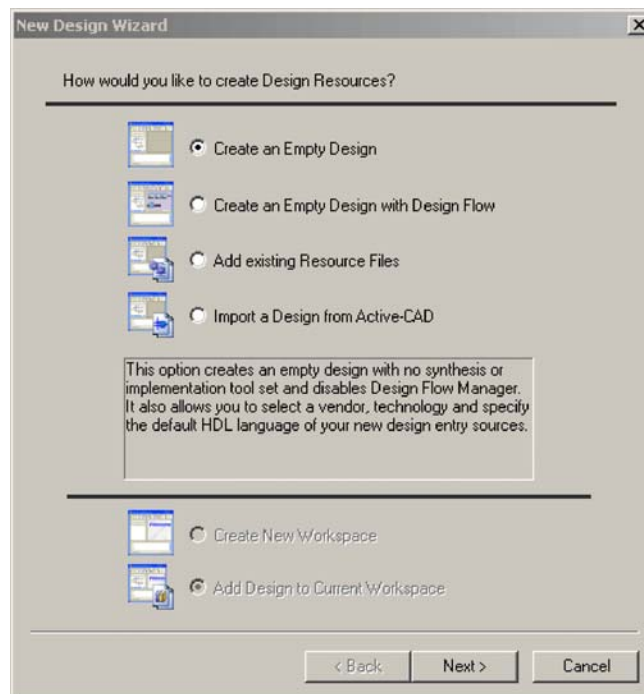 New Design Wizard
How would you like to create Design Resources?
Create an Empty Design
Create an Empty Design with Design Flow
Add existing Resource Files
Import a Design from Active-CAD
This option creates an empty design with no synthesis or
implementation tool set and disables Design Flow Manager.
It also allows you to select a vendor, technology and specify
the default HDL language of your new design entry sources.
Create New Workspace
Add Design to Current Workspace
< Back
Next >
Cancel